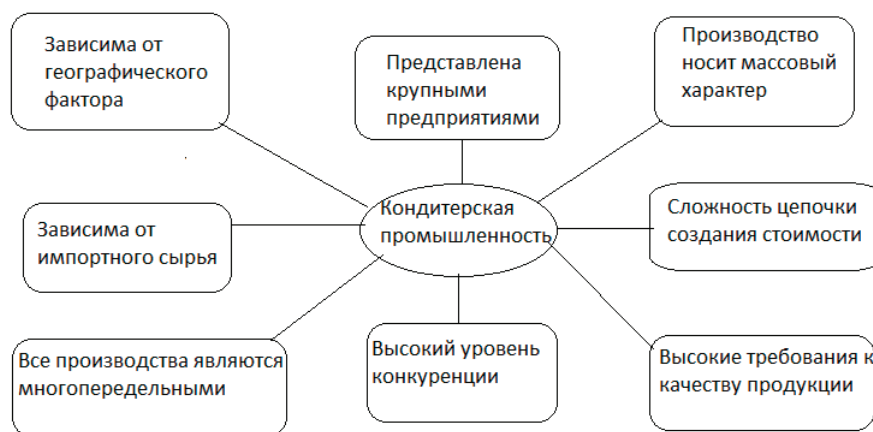 Зависима от
географического
фактора
Представлена
крупными
предприятиями
Производство
носит массовый
характер
Зависима от
импортного сырья
Кондитерская
промышленность
Сложность цепочки
создания стоимости
Все производства являются
многопередельными
Высокий уровень
конкуренции
Высокие требования к
качеству продукции